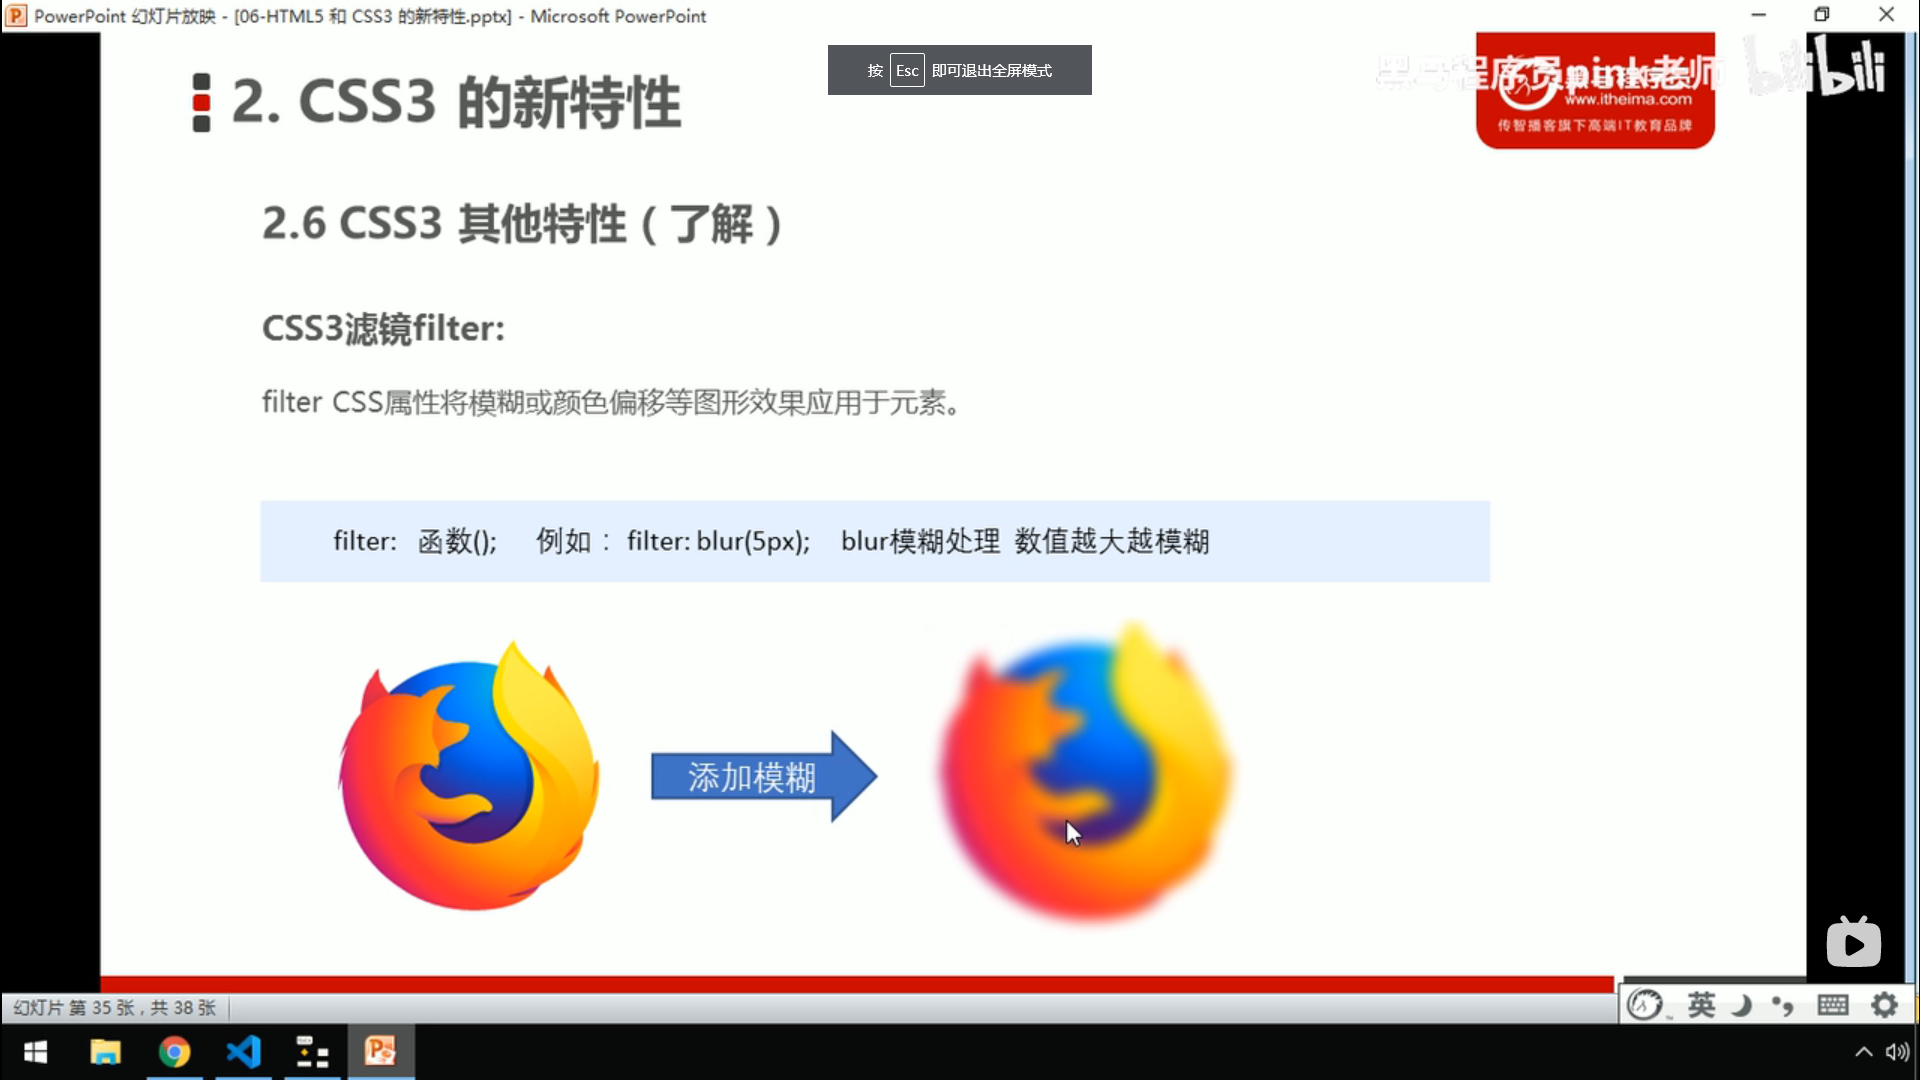 PowerPoint 幻灯片放映 - [06-HTML5 和 CSS3 的新特性.pptx] - Microsoft PowerPoint
按 Esc 即可退出全屏模式
黑马程序员pink老师
bilibili
www.itheima.com
传智播客旗下高端IT教育品牌
2. CSS3 的新特性
2.6 CSS3 其他特性（了解）
CSS3滤镜filter:
filter CSS属性将模糊或颜色偏移等图形效果应用于元素。
filter: 函数(); 例如： filter: blur(5px); blur模糊处理 数值越大越模糊
添加模糊
幻灯片 第 35 张，共 38 张
英